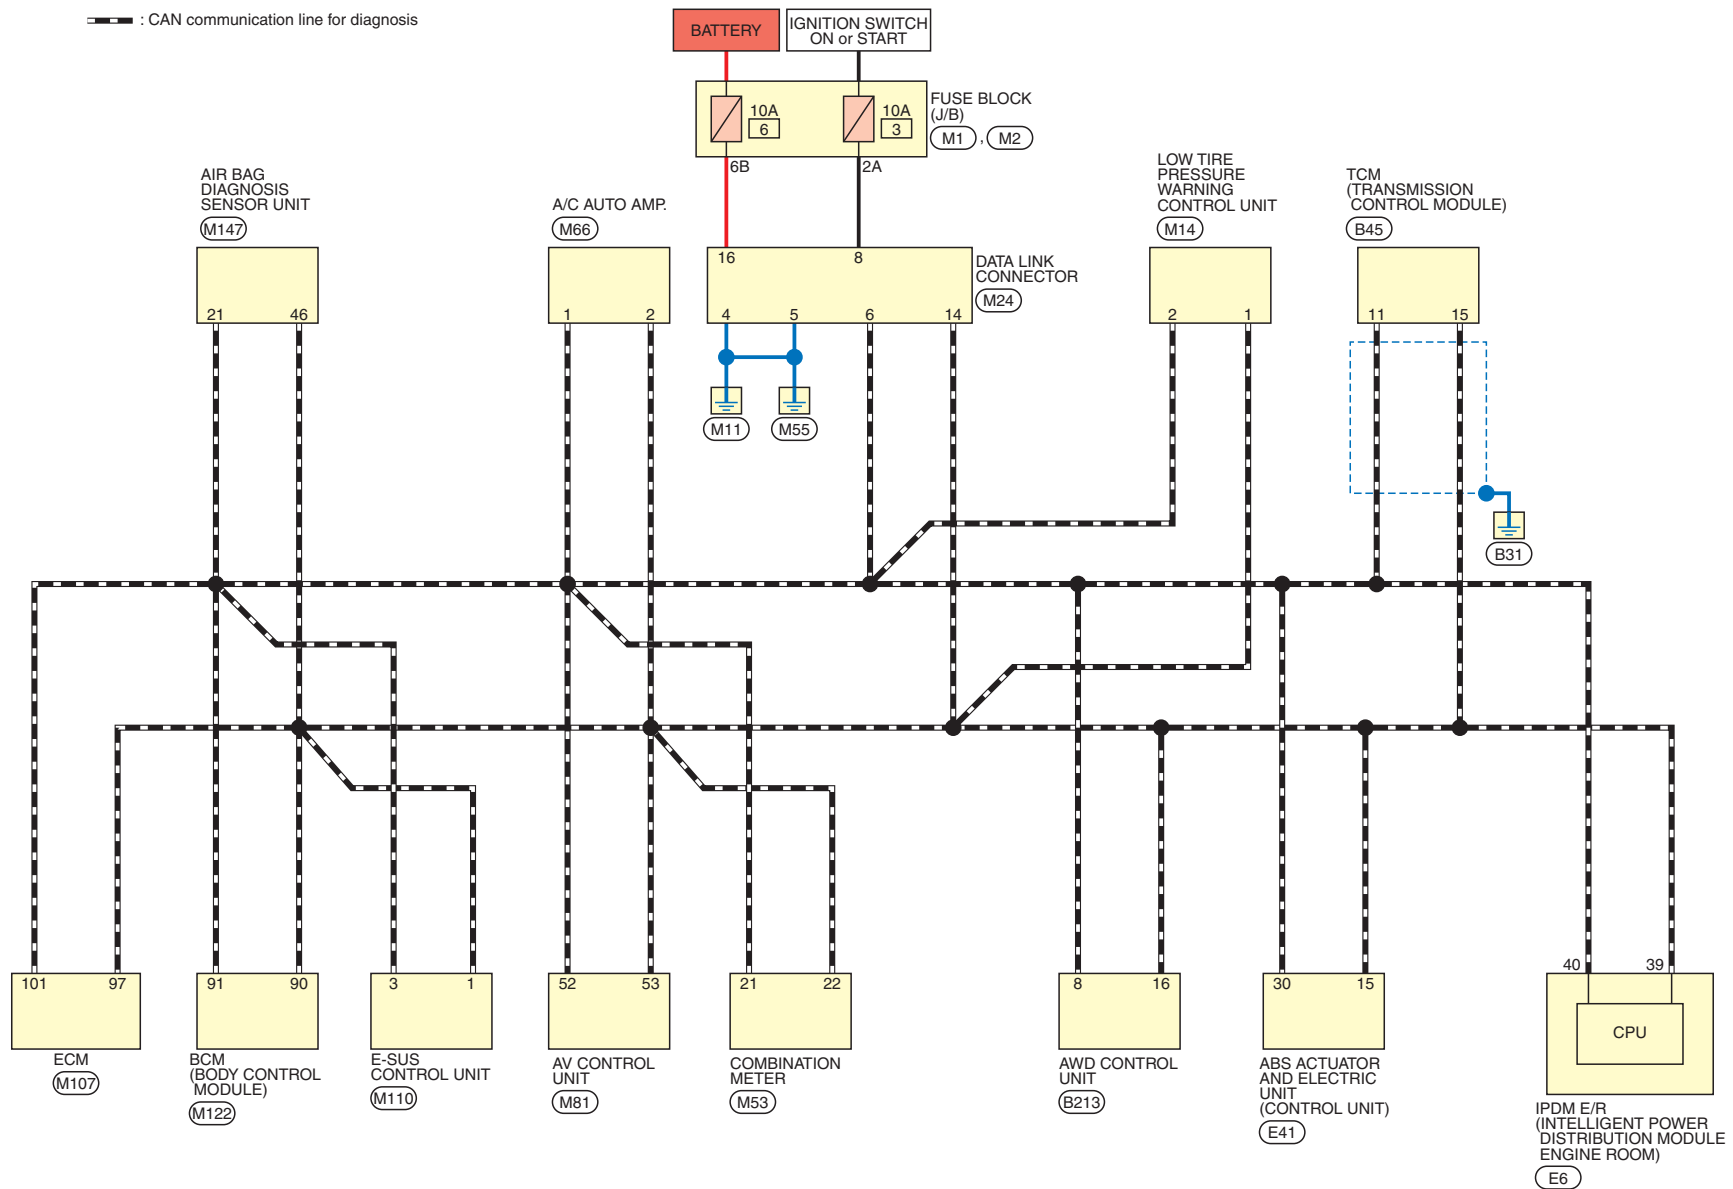 : CAN communication line for diagnosis
BATTERY
IGNITION SWITCH
ON or START
10A
6
10A
3
FUSE BLOCK
(J/B)
M1 , M2
6B
2A
AIR BAG
DIAGNOSIS
SENSOR UNIT
M147
21 46
A/C AUTO AMP.
M66
1 2
16 8
DATA LINK
CONNECTOR
M24
4 5 6 14
M11 M55
LOW TIRE
PRESSURE
WARNING
CONTROL UNIT
M14
2 1
TCM
(TRANSMISSION
CONTROL MODULE)
B45
11 15
B31
101 97
ECM
M107
91 90
BCM
(BODY CONTROL
MODULE)
M122
3 1
E-SUS
CONTROL UNIT
M110
52 53
AV CONTROL
UNIT
M81
21 22
COMBINATION
METER
M53
8 16
AWD CONTROL
UNIT
B213
30 15
ABS ACTUATOR
AND ELECTRIC
UNIT
(CONTROL UNIT)
E41
40 39
CPU
IPDM E/R
(INTELLIGENT POWER
DISTRIBUTION MODULE
ENGINE ROOM)
E6